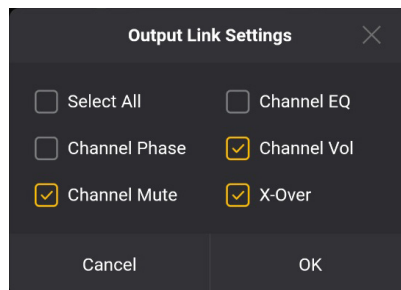 Output Link Settings
Select All
Channel EQ
Channel Phase
Channel Vol
Channel Mute
X-Over
Cancel
OK